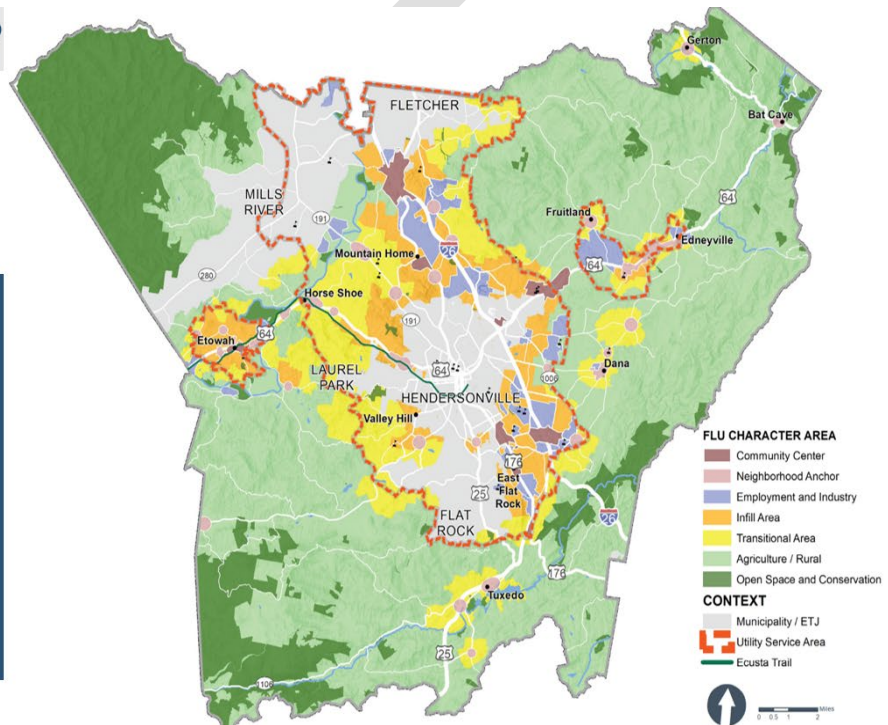 Gerton
Bat Cave
FLETCHER
64
MILLS
RIVER
Fruitland
191
Edneyville
26
Mountain Home
64
280
Horse Shoe
191
64
Etowah
64
LAUREL
PARK
Dana
1006
HENDERSONVILLE
Valley Hill
176
East
Flat
Rock
25
FLAT
ROCK
26
176
Tuxedo
25
FLU CHARACTER AREA
Community Center
Neighborhood Anchor
Employment and Industry
Infill Area
Transitional Area
Agriculture / Rural
Open Space and Conservation
CONTEXT
Municipality / ETJ
Utility Service Area
Ecusta Trail
0 0.5 1 2 Miles